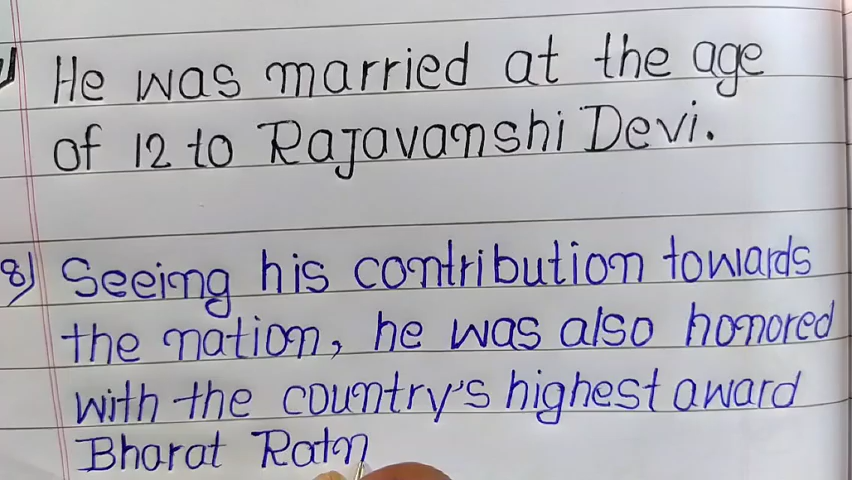 He was married at the age
of 12 to Rajavanshi Devi.
8) Seeing his contribution towards
the nation, he was also honored
with the country's highest award
Bharat Ratn